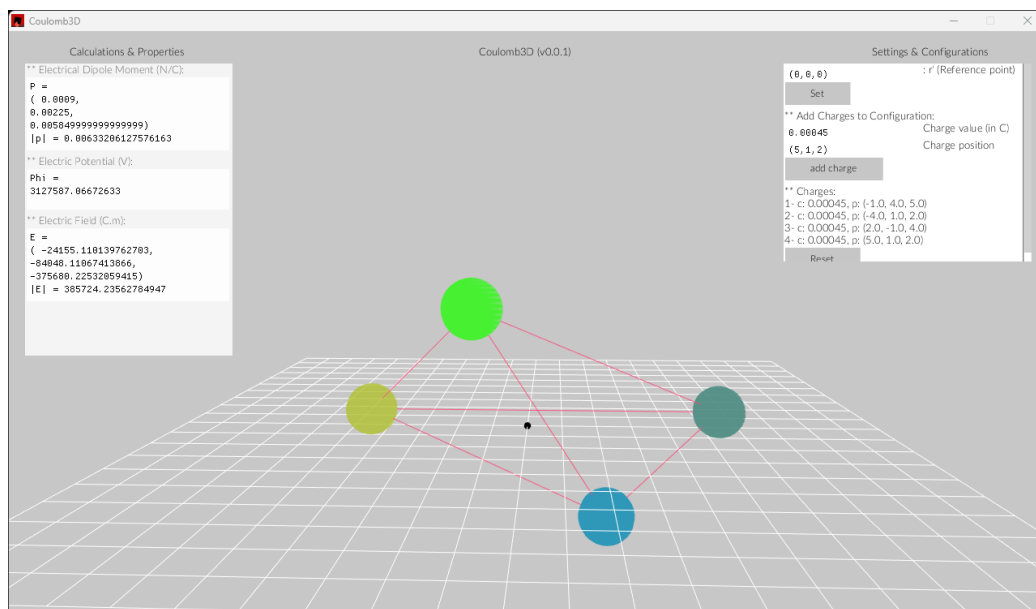 Coulomb3D
Calculations & Properties
** Electrical Dipole Moment (N/C):
P =
( 0.0009,
0.00225,
0.005849999999999999)
|p| = 0.00633206127576163
** Electric Potential (V):
Phi =
3127587.06672633
** Electric Field (C.m):
E =
( -24155.110139762703,
-84048.11067413866,
-375680.22532059415)
|E| = 385724.23562784947
Coulomb3D (v0.0.1)
Settings & Configurations
(0,0,0) : r' (Reference point)
Set
** Add Charges to Configuration:
0.00045 Charge value (in C)
(5,1,2) Charge position
add charge
** Charges:
1- c: 0.00045, p: (-1.0, 4.0, 5.0)
2- c: 0.00045, p: (-4.0, 1.0, 2.0)
3- c: 0.00045, p: (2.0, -1.0, 4.0)
4- c: 0.00045, p: (5.0, 1.0, 2.0)
Reset